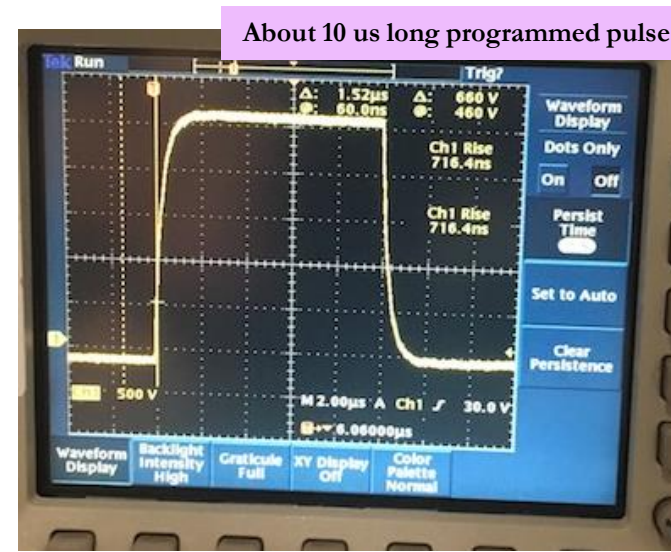 About 10 us long programmed pulse
Tek Run
Trig?
Δ: 1.52µs Δ: 660 V
@: 60.0ns @: 460 V
Ch1 Rise
716.4ns
Ch1 Rise
716.4ns
Waveform
Display
Dots Only
On Off
Persist
Time
Set to Auto
Clear
Persistence
500 V
M 2.00µs A Ch1 30.0 V
6.06000µs
Waveform
Display
Backlight
Intensity
High
Graticule
Full
XY Display
Off
Color
Palette
Normal